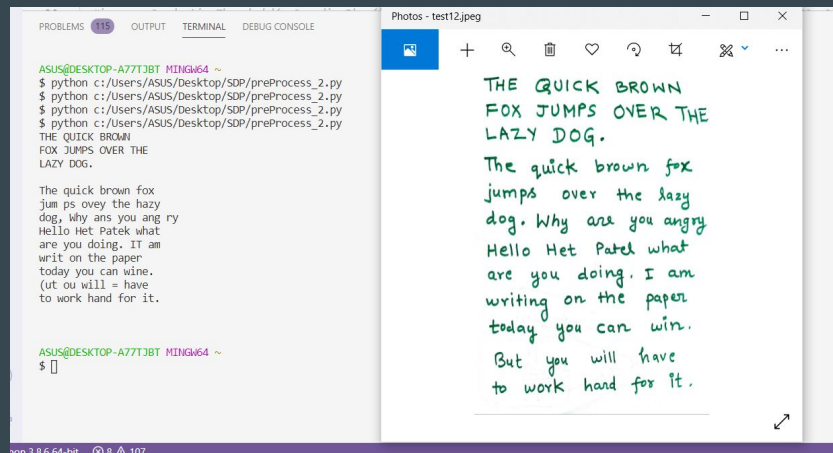 PROBLEMS 115 OUTPUT TERMINAL DEBUG CONSOLE
ASUS@DESKTOP-A77TJBT MINGW64 ~
$ python c:/Users/ASUS/Desktop/SDP/preProcess_2.py
$ python c:/Users/ASUS/Desktop/SDP/preProcess_2.py
$ python c:/Users/ASUS/Desktop/SDP/preProcess_2.py
$ python c:/Users/ASUS/Desktop/SDP/preProcess_2.py
THE QUICK BROWN
FOX JUMPS OVER THE
LAZY DOG.
The quick brown fox
jum ps ovey the hazy
dog, Why ans you ang ry
Hello Het Patek what
are you doing. IT am
writ on the paper
today you can wine.
(ut ou will = have
to work hand for it.
ASUS@DESKTOP-A77TJBT MINGW64 ~
$
Photos - test12.jpeg
THE QUICK BROWN
FOX JUMPS OVER THE
LAZY DOG.
The quick brown fox
jumps over the lazy
dog. Why are you angry
Hello Het Patel what
are you doing. I am
writing on the paper
today you can win.
But you will have
to work hard for it.
3.8.6 64-bit 8 107